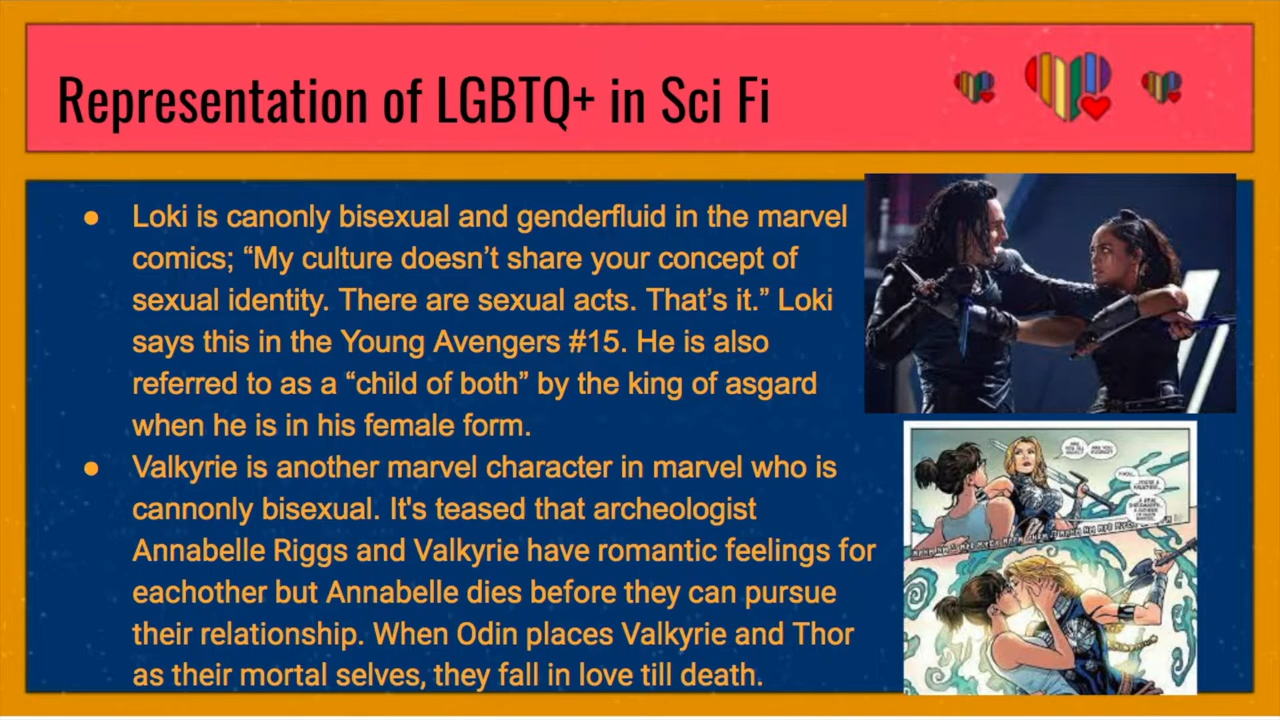 Representation of LGBTQ+ in Sci Fi
● Loki is canonly bisexual and genderfluid in the marvel
comics; “My culture doesn’t share your concept of
sexual identity. There are sexual acts. That’s it.” Loki
says this in the Young Avengers #15. He is also
referred to as a “child of both” by the king of asgard
when he is in his female form.
● Valkyrie is another marvel character in marvel who is
cannonly bisexual. It's teased that archeologist
Annabelle Riggs and Valkyrie have romantic feelings for
eachother but Annabelle dies before they can pursue
their relationship. When Odin places Valkyrie and Thor
as their mortal selves, they fall in love till death.